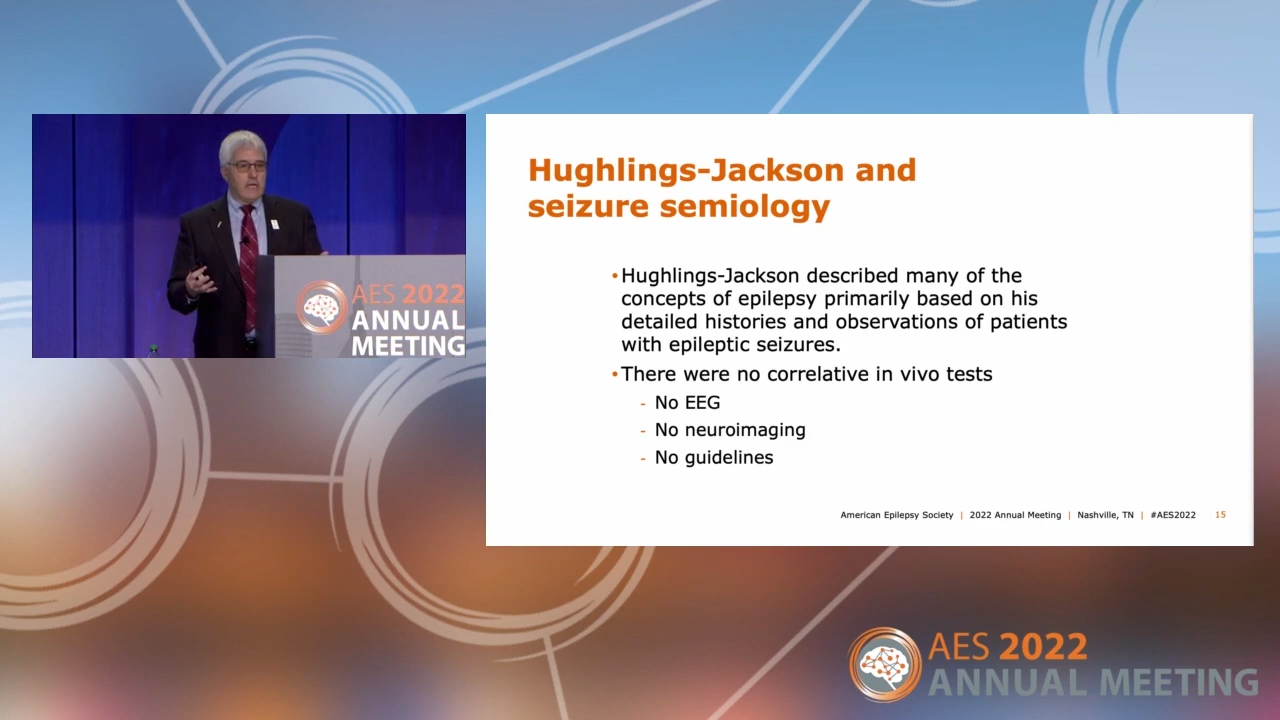 AES 2022
ANNUAL
MEETING
Hughlings-Jackson and
seizure semiology
•Hughlings-Jackson described many of the
concepts of epilepsy primarily based on his
detailed histories and observations of patients
with epileptic seizures.
•There were no correlative in vivo tests
- No EEG
- No neuroimaging
- No guidelines
American Epilepsy Society | 2022 Annual Meeting | Nashville, TN | #AES2022 15
AES 2022
ANNUAL MEETING